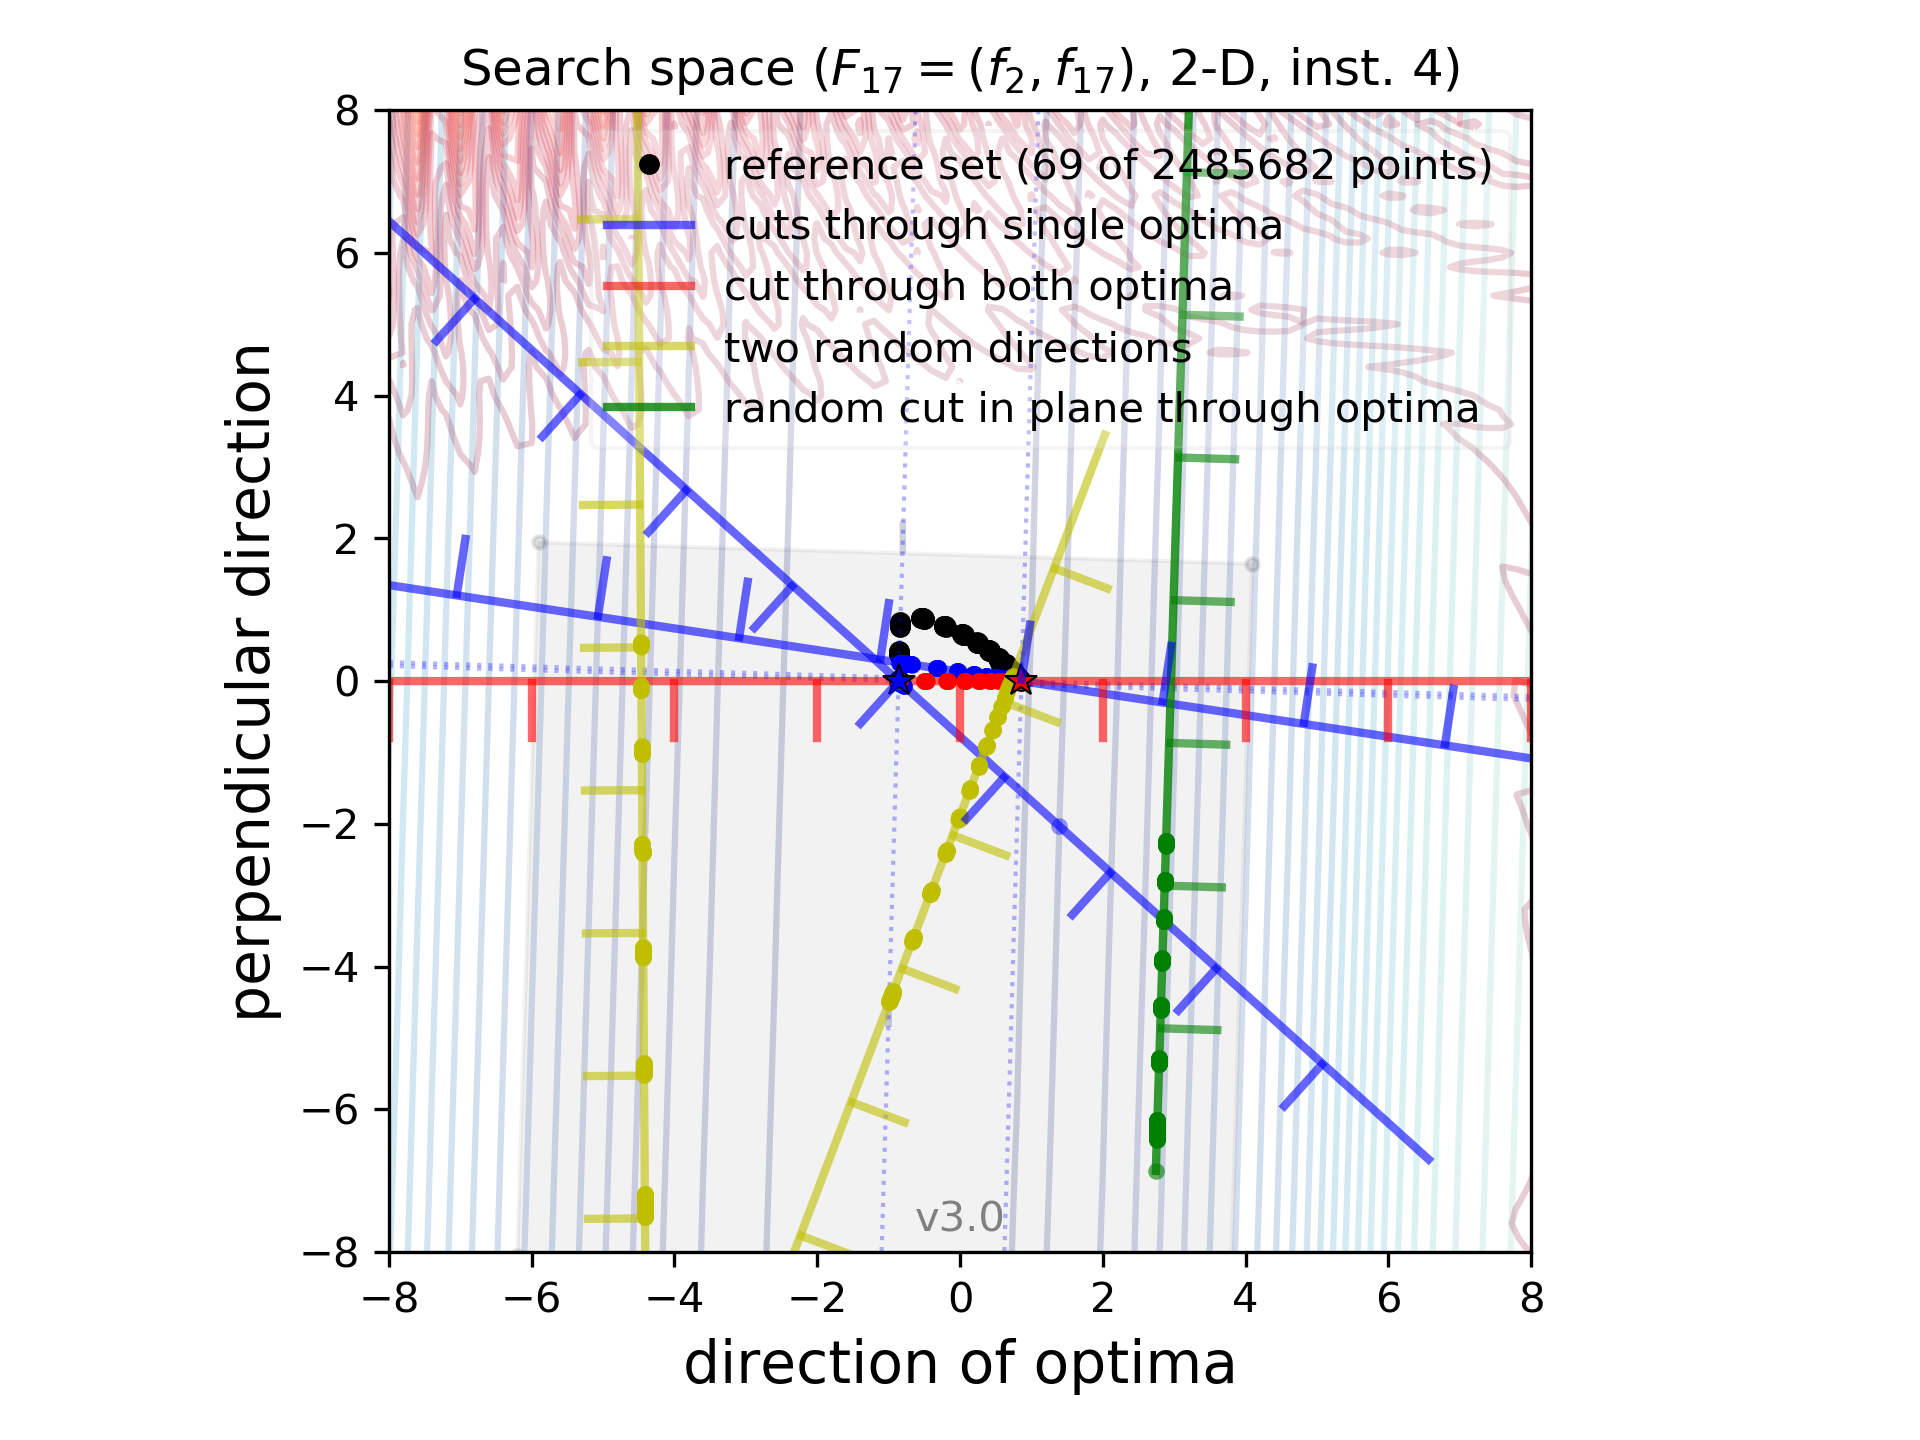 Search space (F₁₇ = (f₂, f₁₇), 2-D, inst. 4)
reference set (69 of 2485682 points)
cuts through single optima
cut through both optima
two random directions
random cut in plane through optima
8
6
4
2
0
−2
−4
−6
−8
perpendicular direction
v3.0
−8 −6 −4 −2 0 2 4 6 8
direction of optima